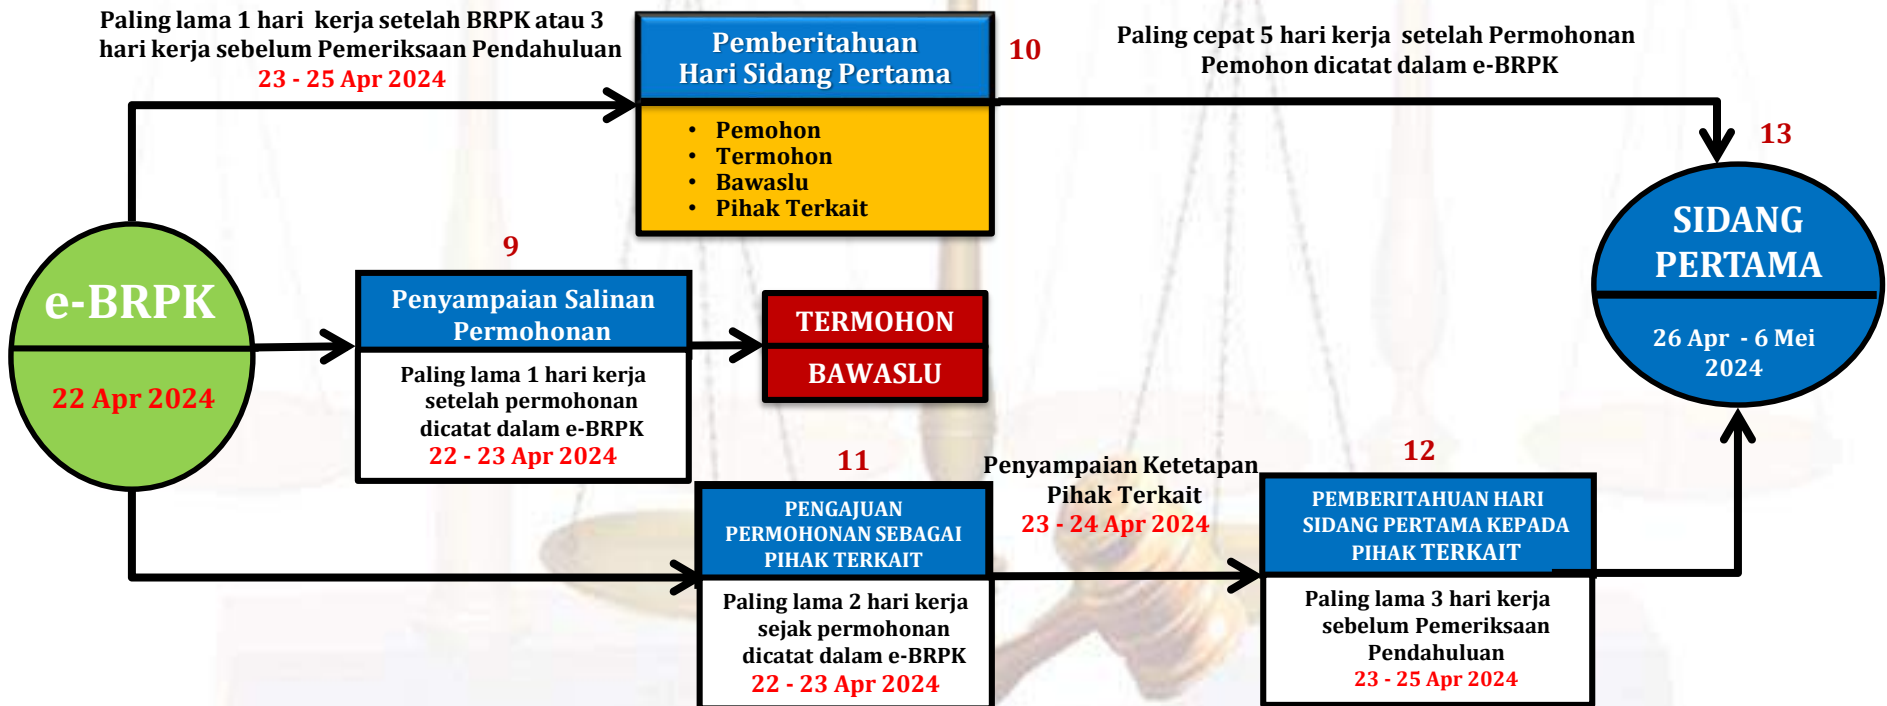 Paling lama 1 hari kerja setelah BRPK atau 3
hari kerja sebelum Pemeriksaan Pendahuluan
23 - 25 Apr 2024
Pemberitahuan
Hari Sidang Pertama
• Pemohon
• Termohon
• Bawaslu
• Pihak Terkait
10
Paling cepat 5 hari kerja setelah Permohonan
Pemohon dicatat dalam e-BRPK
13
SIDANG
PERTAMA
26 Apr - 6 Mei
2024
e-BRPK
22 Apr 2024
9
Penyampaian Salinan
Permohonan
Paling lama 1 hari kerja
setelah permohonan
dicatat dalam e-BRPK
22 - 23 Apr 2024
TERMOHON
BAWASLU
11
PENGAJUAN
PERMOHONAN SEBAGAI
PIHAK TERKAIT
Paling lama 2 hari kerja
sejak permohonan
dicatat dalam e-BRPK
22 - 23 Apr 2024
Penyampaian Ketetapan
Pihak Terkait
23 - 24 Apr 2024
12
PEMBERITAHUAN HARI
SIDANG PERTAMA KEPADA
PIHAK TERKAIT
Paling lama 3 hari kerja
sebelum Pemeriksaan
Pendahuluan
23 - 25 Apr 2024